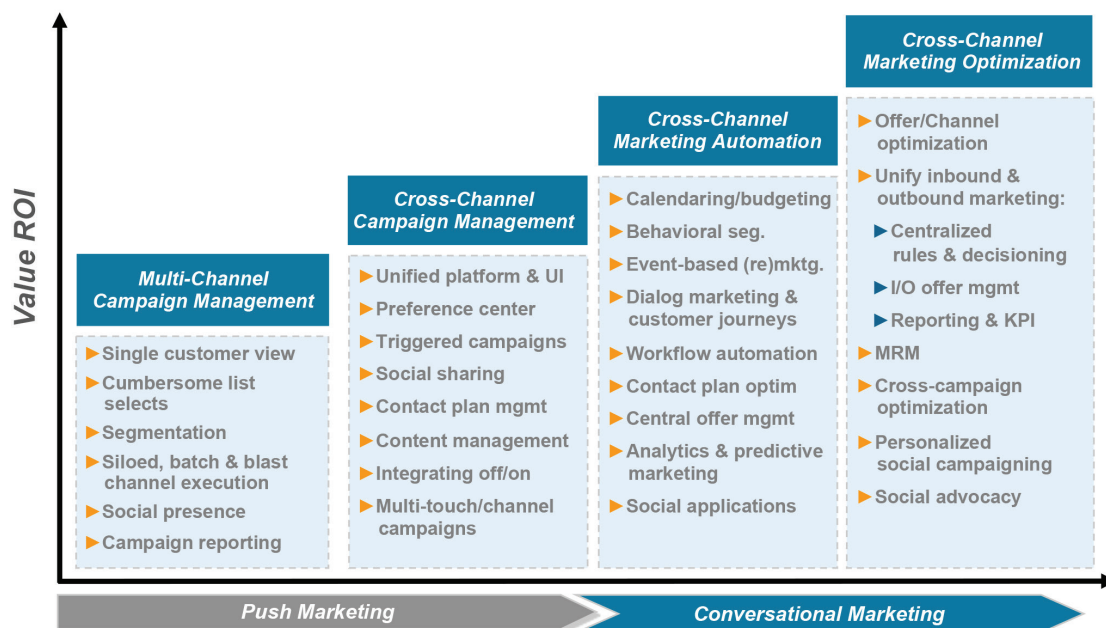 Value ROI
Multi-Channel
Campaign Management
Single customer view
Cumbersome list
selects
Segmentation
Siloed, batch & blast
channel execution
Social presence
Campaign reporting
Cross-Channel
Campaign Management
Unified platform & UI
Preference center
Triggered campaigns
Social sharing
Contact plan mgmt
Content management
Integrating off/on
Multi-touch/channel
campaigns
Cross-Channel
Marketing Automation
Calendaring/budgeting
Behavioral seg.
Event-based (re)mktg.
Dialog marketing &
customer journeys
Workflow automation
Contact plan optim
Central offer mgmt
Analytics & predictive
marketing
Social applications
Cross-Channel
Marketing Optimization
Offer/Channel
optimization
Unify inbound &
outbound marketing:
Centralized
rules & decisioning
I/O offer mgmt
Reporting & KPI
MRM
Cross-campaign
optimization
Personalized
social campaigning
Social advocacy
Push Marketing
Conversational Marketing